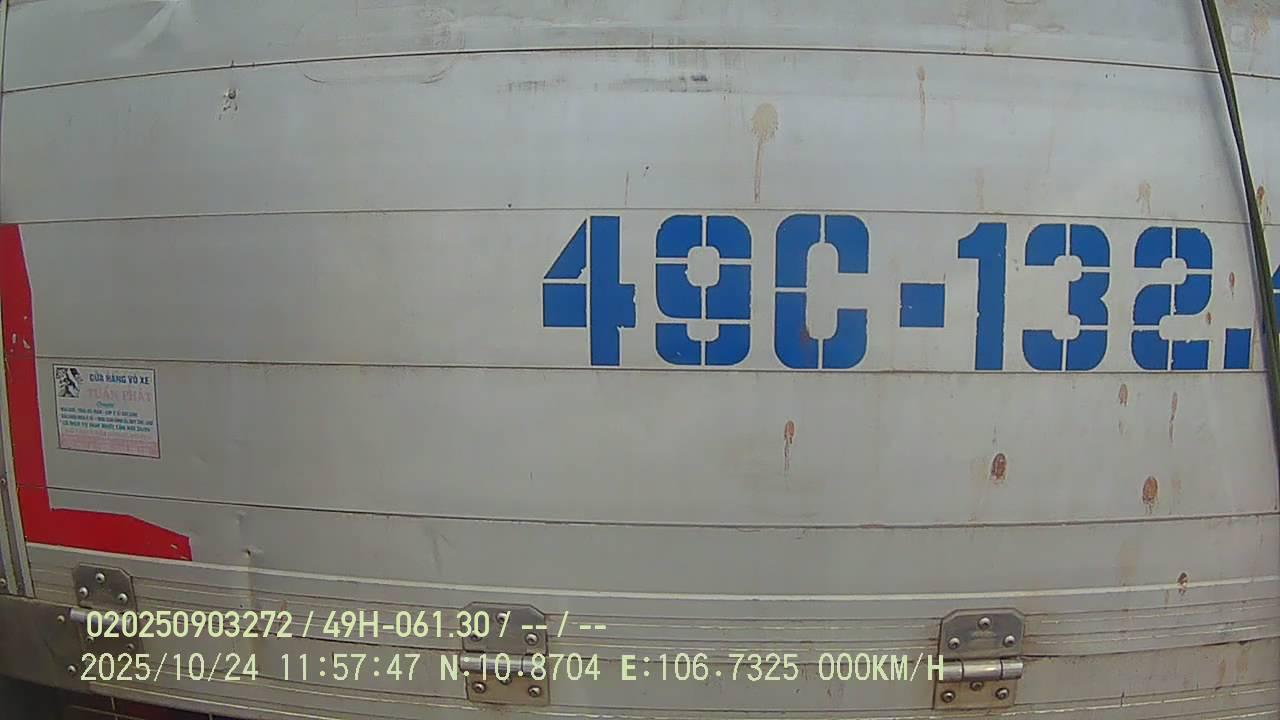 49C-132.
CỬA HÀNG VỎ XE
TUẤN PHÁT
020250903272 / 49H-061.30 / -- / --
2025/10/24 11:57:47 N:10.8704 E:106.7325 000KM/H